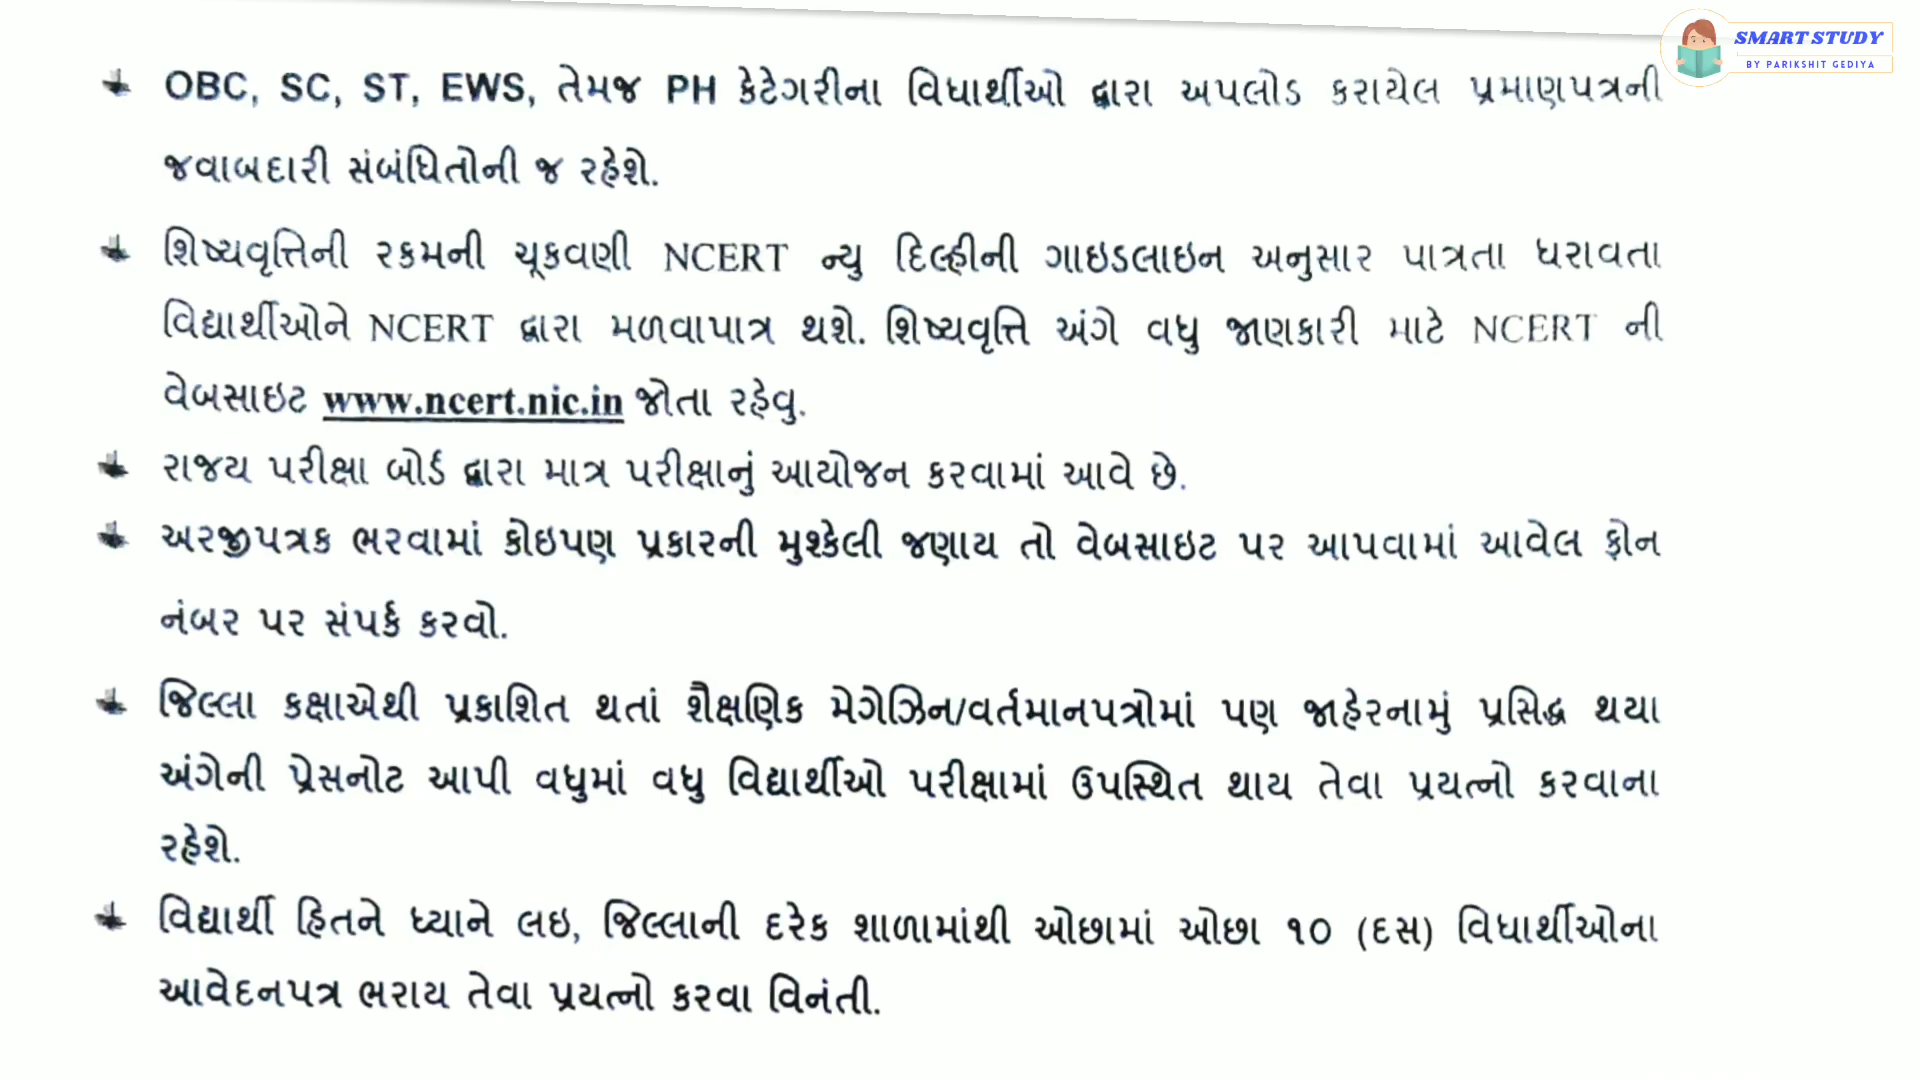 SMART STUDY
BY PARIKSHIT GEDIYA
OBC, SC, ST, EWS, તેમજ PH કેટેગરીના વિધાર્થીઓ દ્વારા અપલોડ કરાયેલ પ્રમાણપત્રની
જવાબદારી સંબંધિતોની જ રહેશે.
શિષ્યવૃત્તિની રકમની ચૂકવણી NCERT ન્યુ દિલ્હીની ગાઇડલાઇન અનુસાર પાત્રતા ધરાવતા
વિદ્યાર્થીઓને NCERT દ્વારા મળવાપાત્ર થશે. શિષ્યવૃત્તિ અંગે વધુ જાણકારી માટે NCERT ની
વેબસાઇટ www.ncert.nic.in જોતા રહેવુ.
રાજય પરીક્ષા બોર્ડ દ્વારા માત્ર પરીક્ષાનું આયોજન કરવામાં આવે છે.
અરજીપત્રક ભરવામાં કોઇપણ પ્રકારની મુશ્કેલી જણાય તો વેબસાઇટ પર આપવામાં આવેલ ફોન
નંબર પર સંપર્ક કરવો.
જિલ્લા કક્ષાએથી પ્રકાશિત થતાં શૈક્ષણિક મેગેઝિન/વર્તમાનપત્રોમાં પણ જાહેરનામું પ્રસિદ્ધ થયા
અંગેની પ્રેસનોટ આપી વધુમાં વધુ વિદ્યાર્થીઓ પરીક્ષામાં ઉપસ્થિત થાય તેવા પ્રયત્નો કરવાના
રહેશે.
વિદ્યાર્થી હિતને ધ્યાને લઇ, જિલ્લાની દરેક શાળામાંથી ઓછામાં ઓછા ૧૦ (દસ) વિધાર્થીઓના
આવેદનપત્ર ભરાય તેવા પ્રયત્નો કરવા વિનંતી.